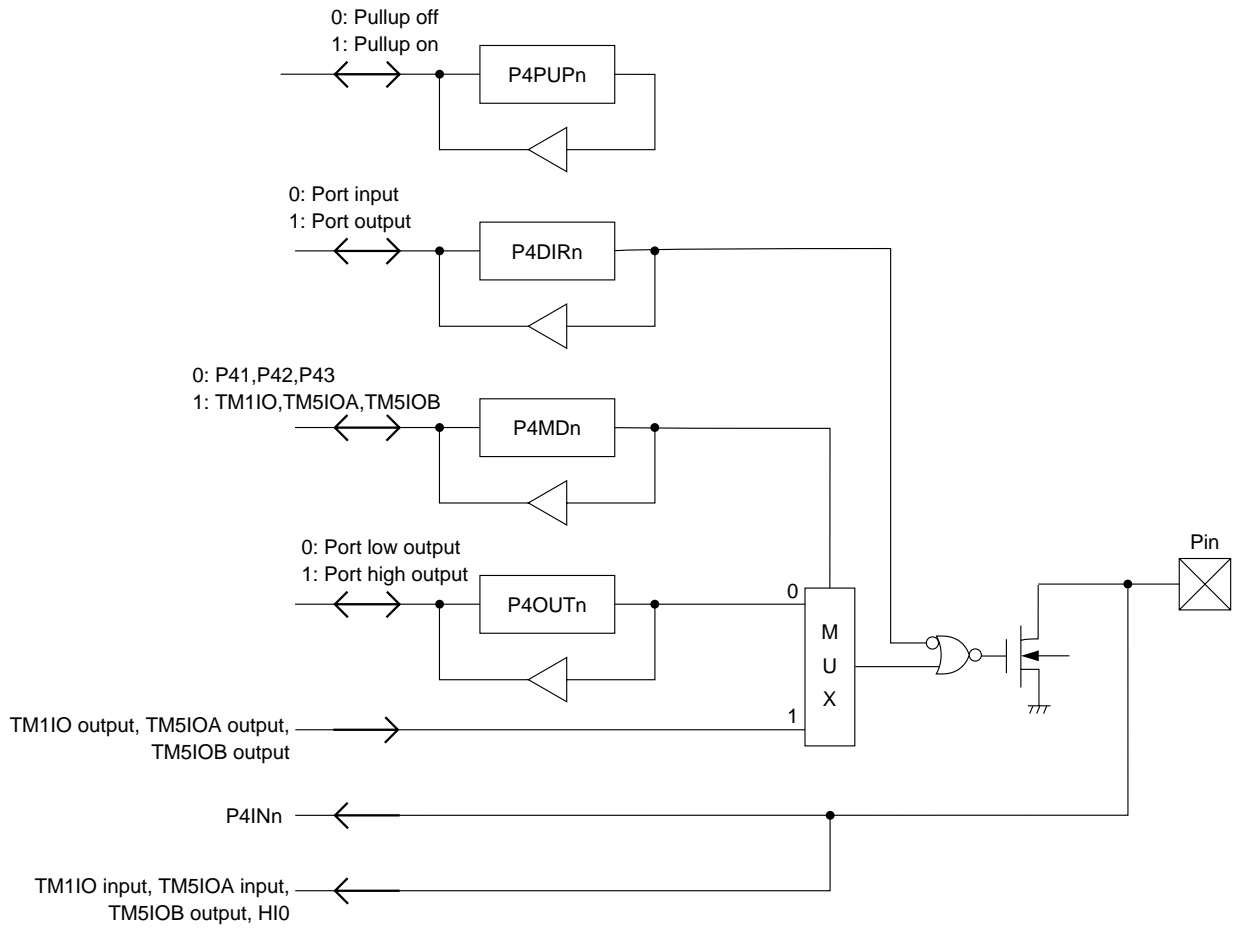 0: Pullup off
1: Pullup on
P4PUPn
0: Port input
1: Port output
P4DIRn
0: P41,P42,P43
1: TM1IO,TM5IOA,TM5IOB
P4MDn
0: Port low output
1: Port high output
P4OUTn
Pin
0
M
U
X
1
TM1IO output, TM5IOA output,
TM5IOB output
P4INn
TM1IO input, TM5IOA input,
TM5IOB output, HI0